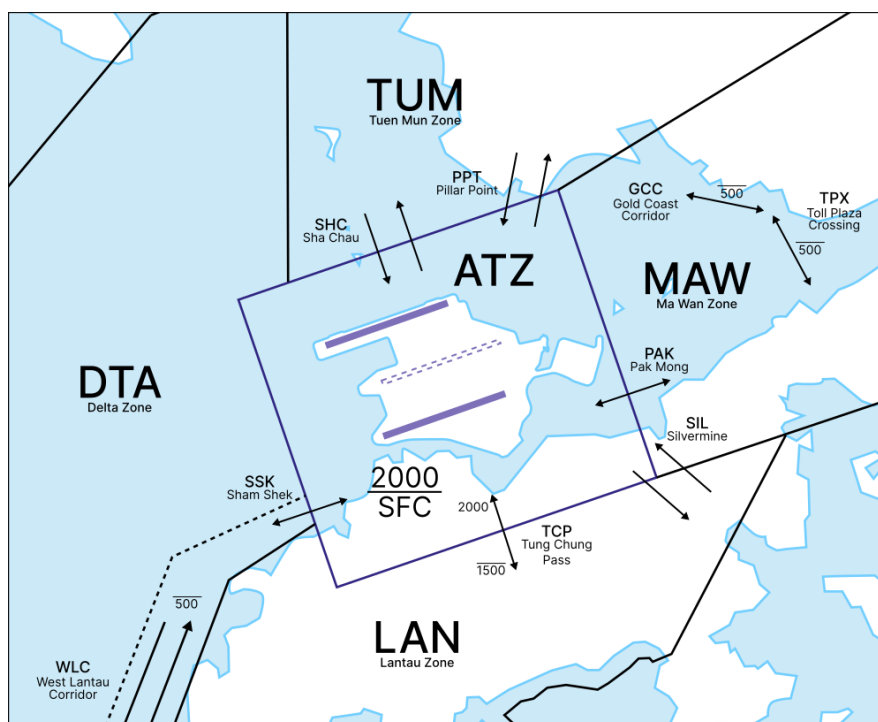 TUM
Tuen Mun Zone
PPT
Pillar Point
SHC
Sha Chau
GCC
Gold Coast
Corridor
500
TPX
Toll Plaza
Crossing
500
ATZ
MAW
Ma Wan Zone
DTA
Delta Zone
PAK
Pak Mong
SIL
Silvermine
SSK
Sham Shek
2000
SFC
2000
TCP
Tung Chung
Pass
1500
500
LAN
Lantau Zone
WLC
West Lantau
Corridor